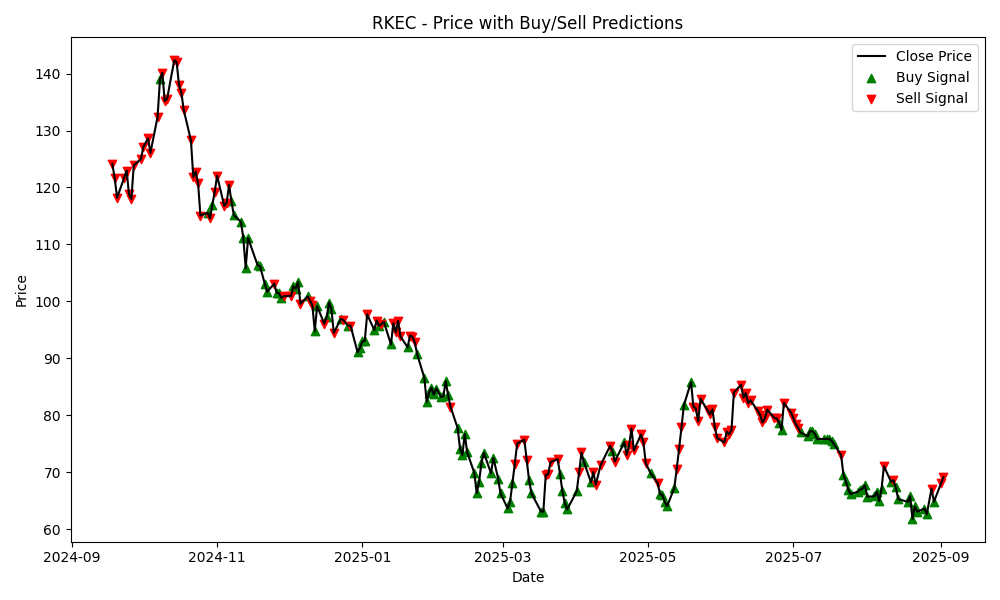 RKEC - Price with Buy/Sell Predictions
Close Price
Buy Signal
Sell Signal
Price
140
130
120
110
100
90
80
70
60
2024-09
2024-11
2025-01
2025-03
2025-05
2025-07
2025-09
Date